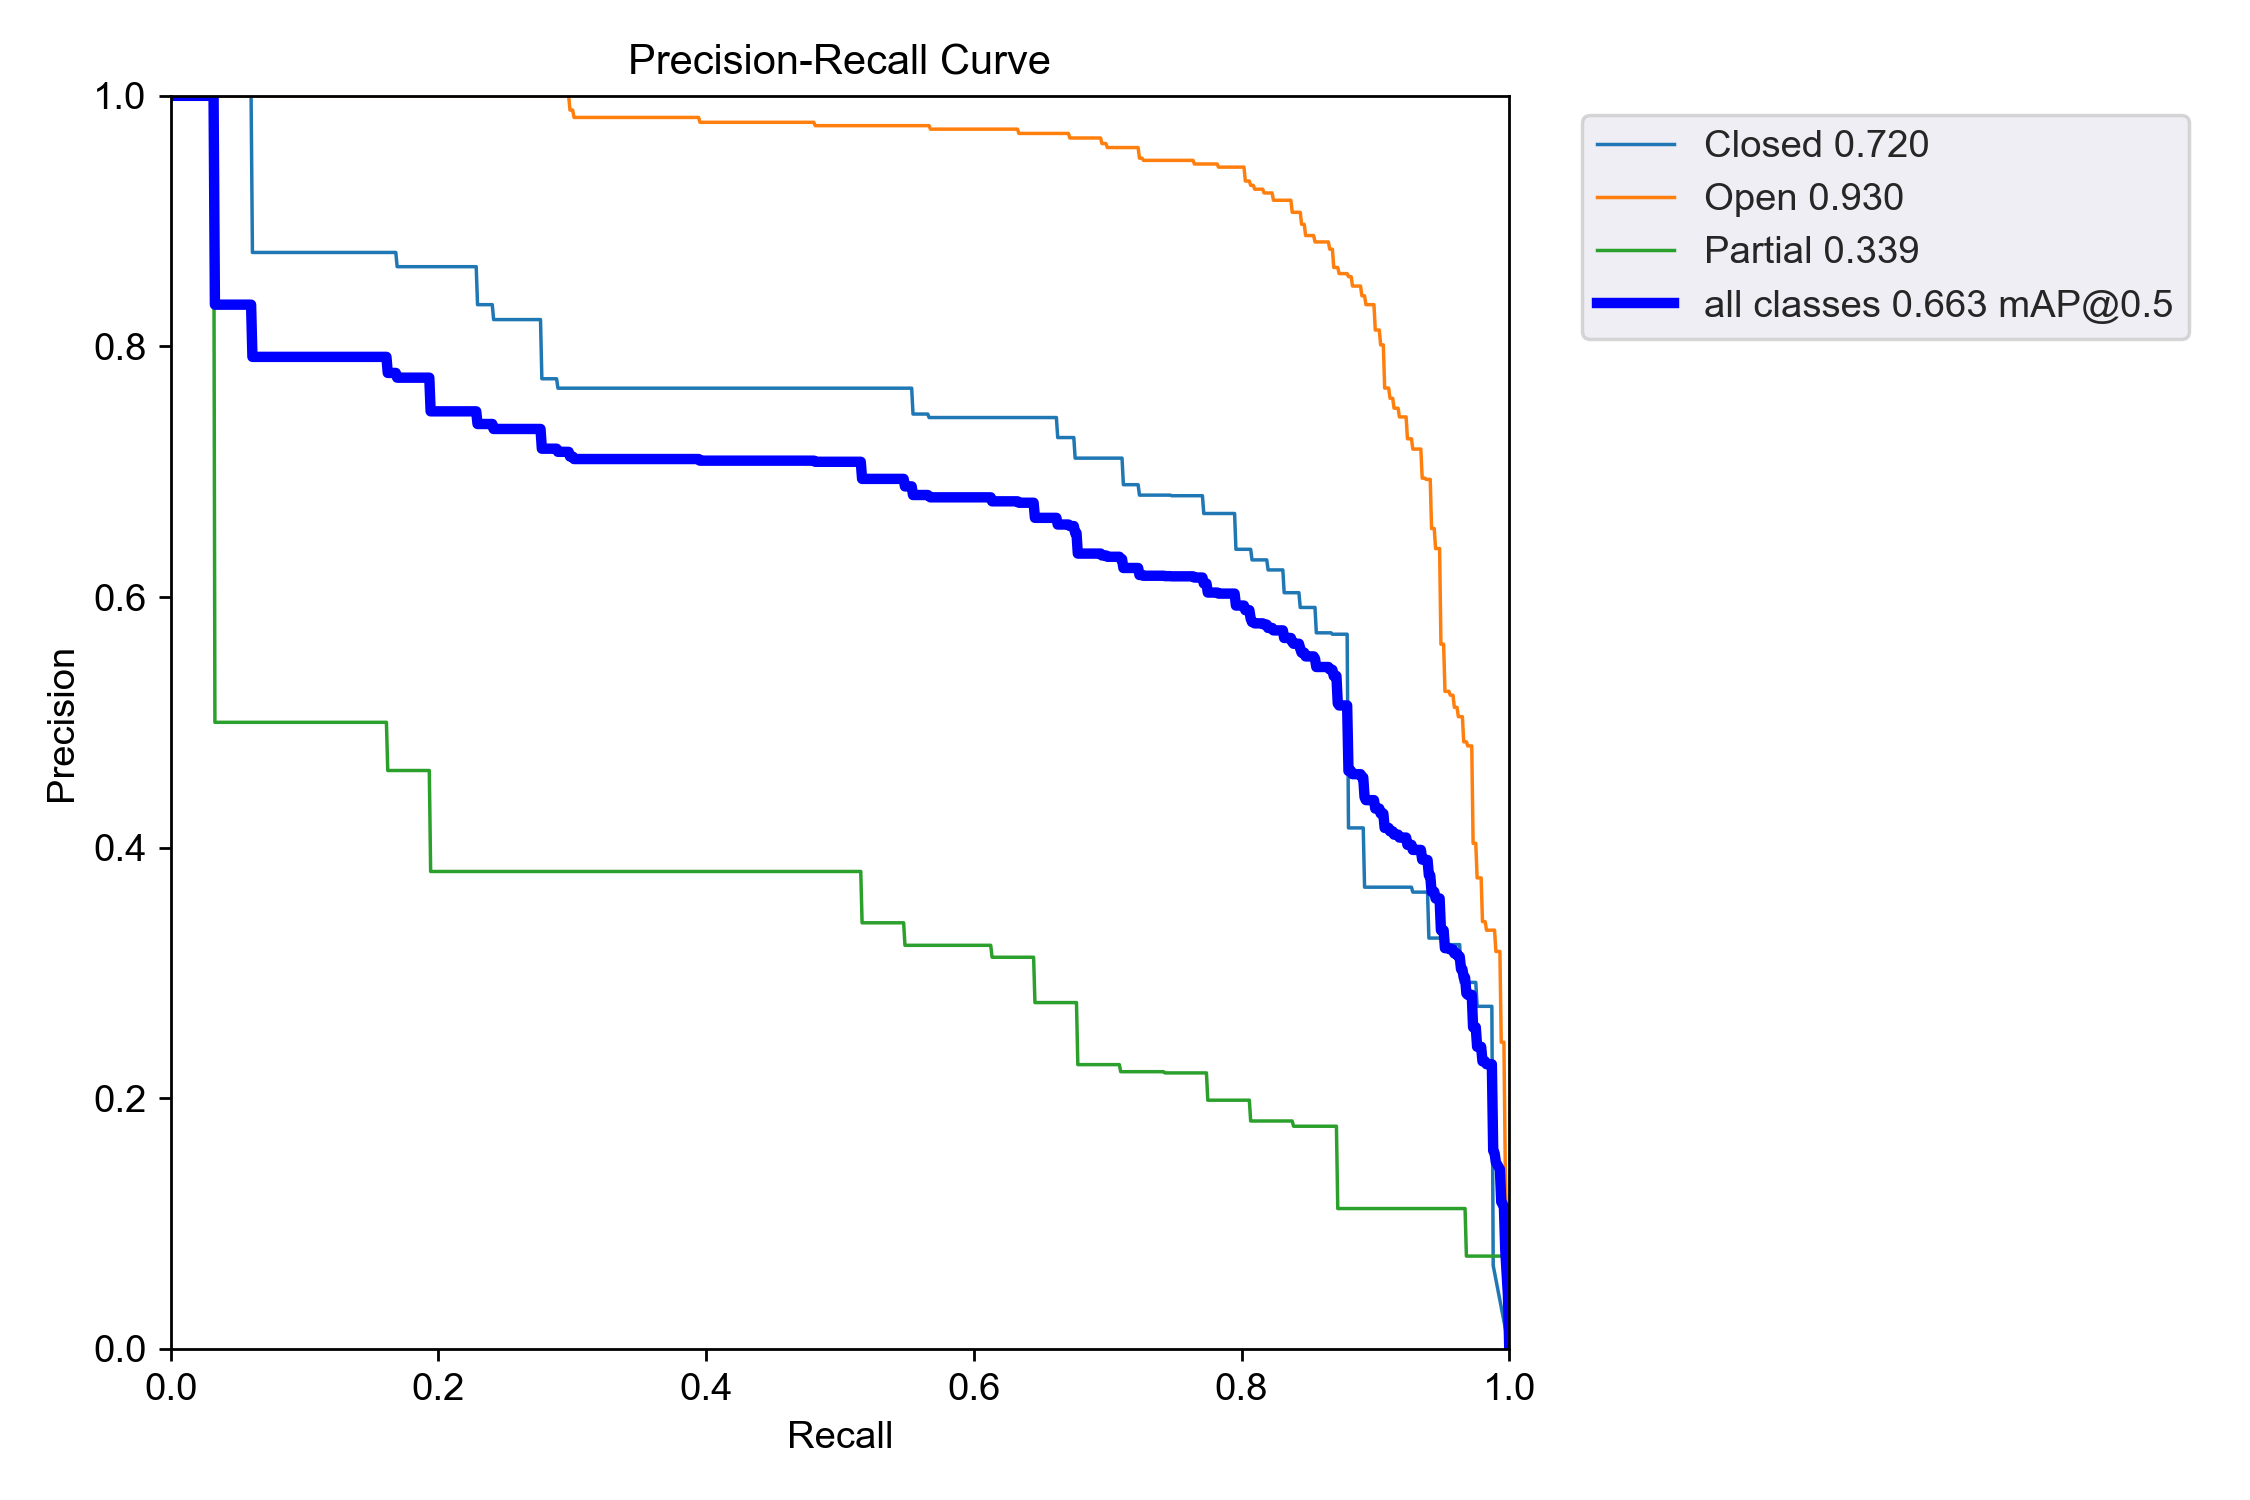 Precision-Recall Curve
1.0
0.8
0.6
0.4
0.2
0.0
Precision
0.0 0.2 0.4 0.6 0.8 1.0
Recall
Closed 0.720
Open 0.930
Partial 0.339
all classes 0.663 mAP@0.5